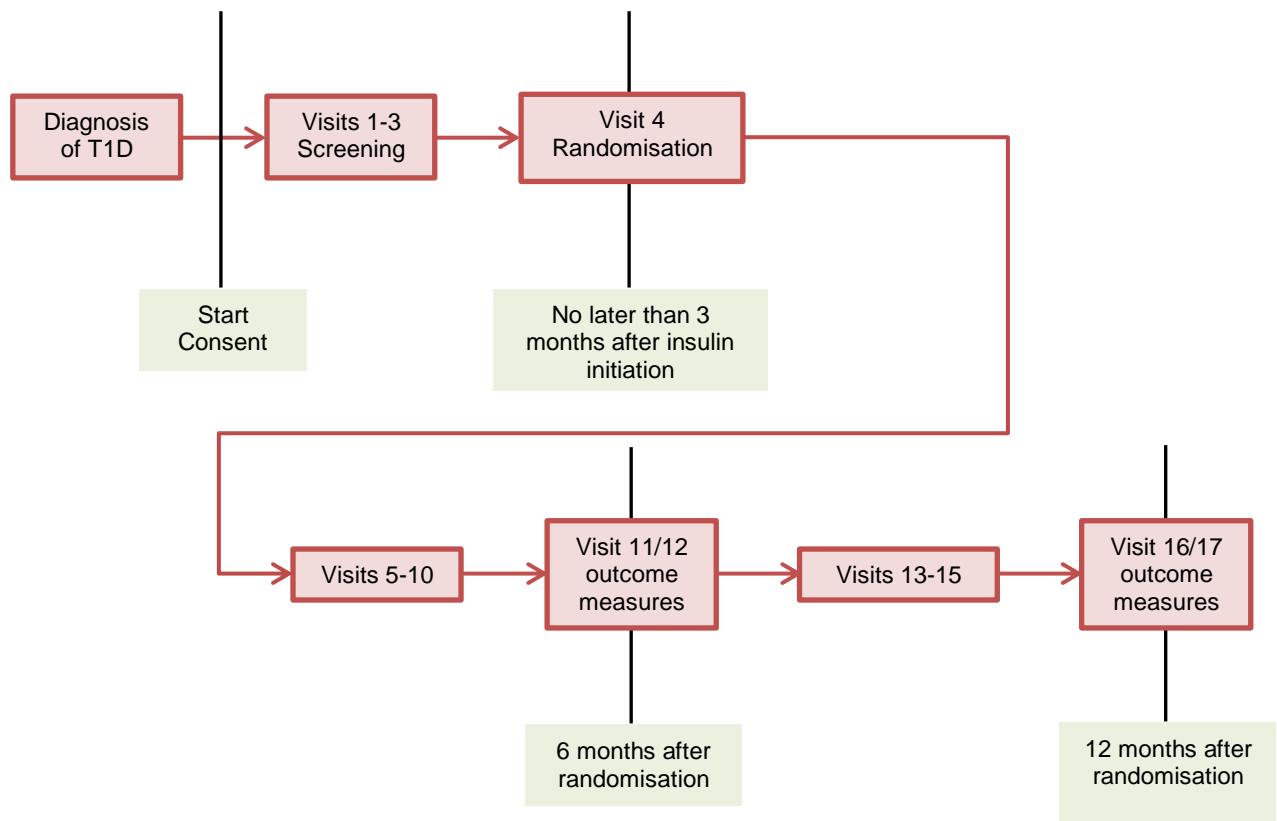 Diagnosis
of T1D
Visits 1-3
Screening
Visit 4
Randomisation
Start
Consent
No later than 3
months after insulin
initiation
Visits 5-10
Visit 11/12
outcome
measures
Visits 13-15
Visit 16/17
outcome
measures
6 months after
randomisation
12 months after
randomisation